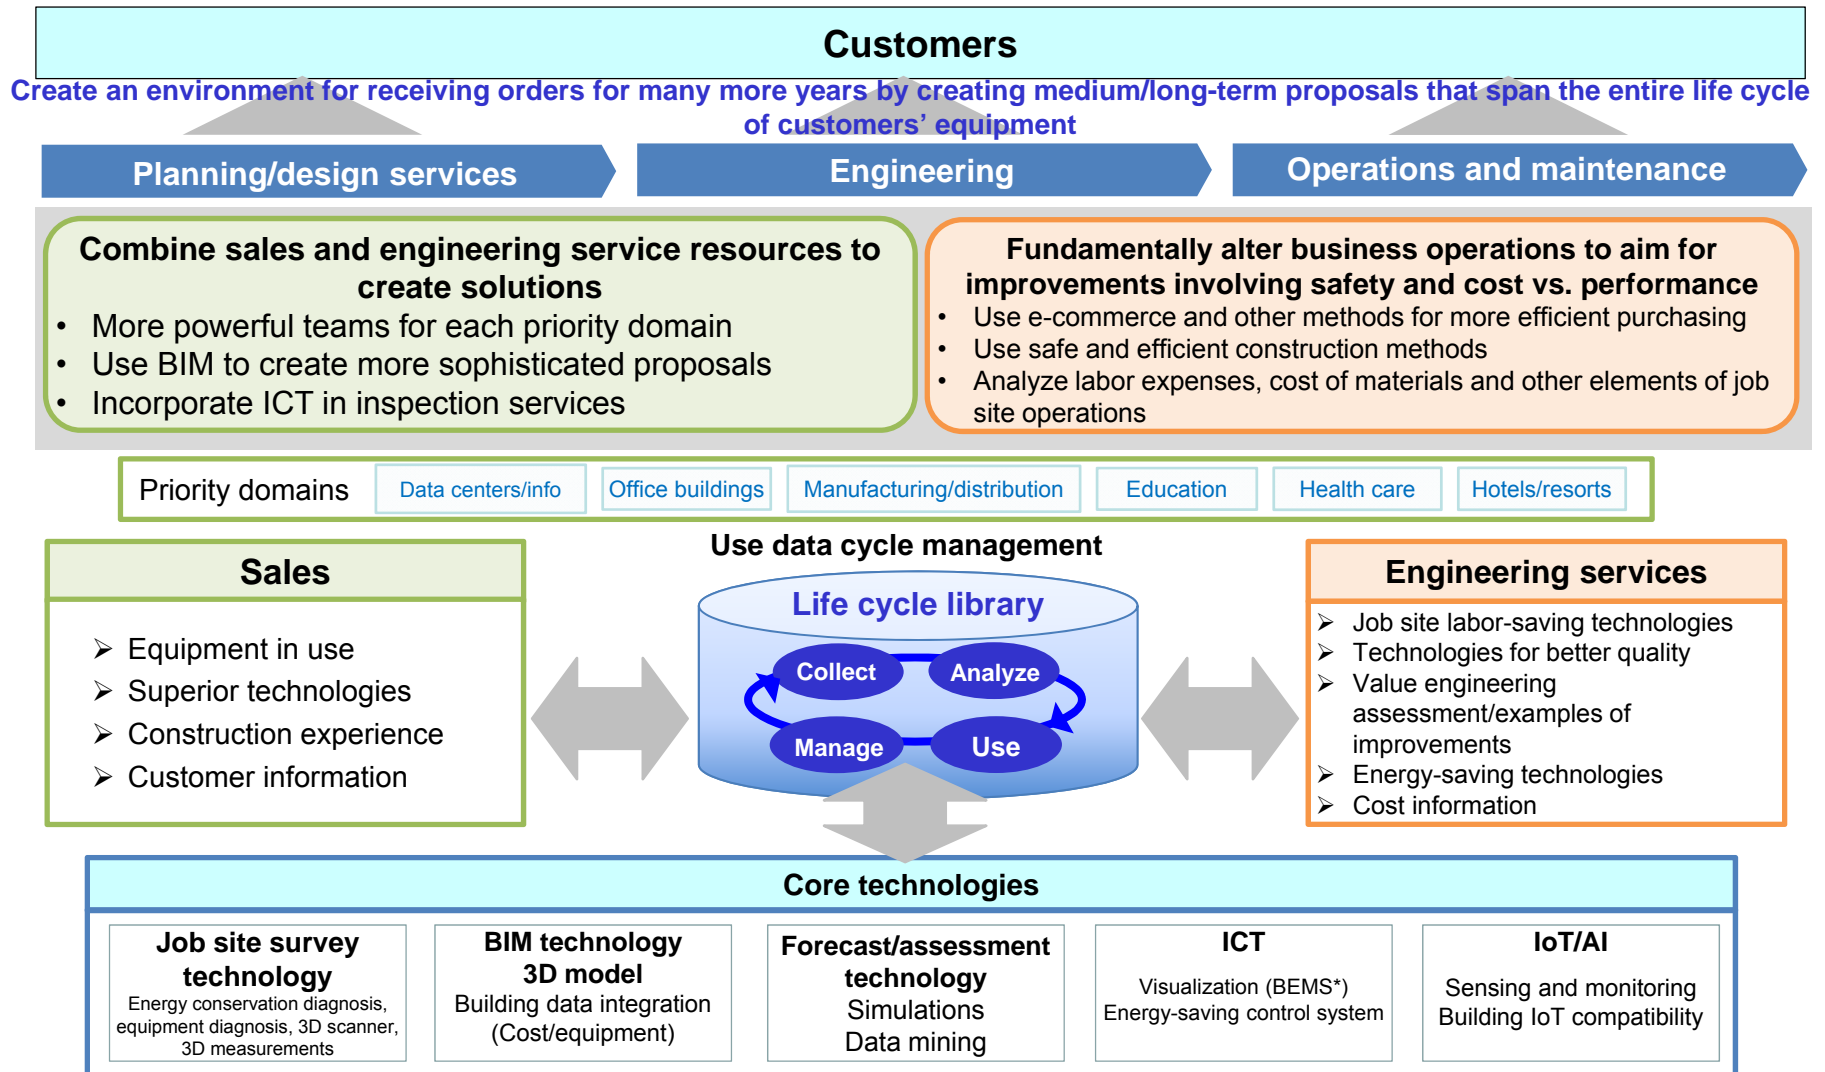 Customers
Create an environment for receiving orders for many more years by creating medium/long-term proposals that span the entire life cycle
of customers’ equipment
Planning/design services
Engineering
Operations and maintenance
Combine sales and engineering service resources to
create solutions
• More powerful teams for each priority domain
• Use BIM to create more sophisticated proposals
• Incorporate ICT in inspection services
Fundamentally alter business operations to aim for
improvements involving safety and cost vs. performance
• Use e-commerce and other methods for more efficient purchasing
• Use safe and efficient construction methods
• Analyze labor expenses, cost of materials and other elements of job
site operations
Priority domains
Data centers/info
Office buildings
Manufacturing/distribution
Education
Health care
Hotels/resorts
Sales
➢ Equipment in use
➢ Superior technologies
➢ Construction experience
➢ Customer information
Use data cycle management
Life cycle library
Collect
Analyze
Manage
Use
Engineering services
➢ Job site labor-saving technologies
➢ Technologies for better quality
➢ Value engineering
assessment/examples of
improvements
➢ Energy-saving technologies
➢ Cost information
Core technologies
Job site survey
technology
Energy conservation diagnosis,
equipment diagnosis, 3D scanner,
3D measurements
BIM technology
3D model
Building data integration
(Cost/equipment)
Forecast/assessment
technology
Simulations
Data mining
ICT
Visualization (BEMS*)
Energy-saving control system
IoT/AI
Sensing and monitoring
Building IoT compatibility